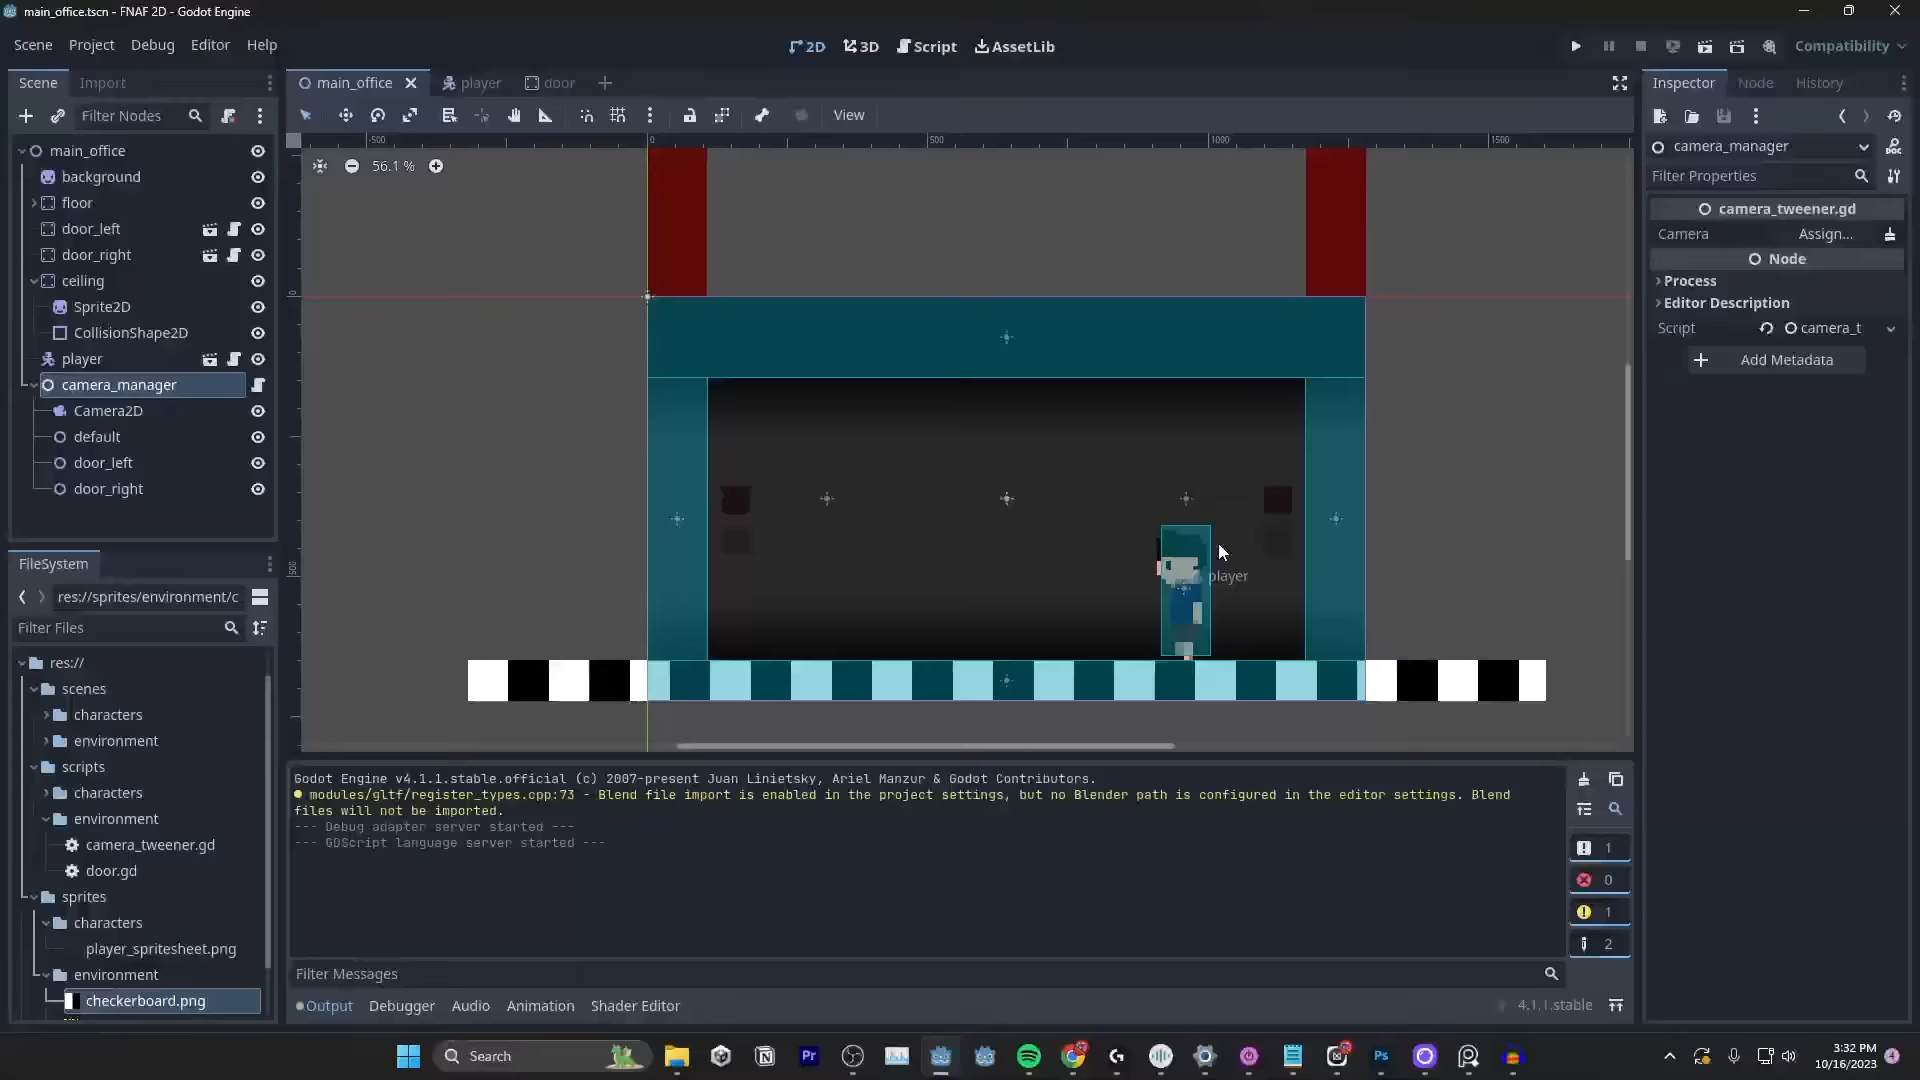 main_office.tscn - FNAF 2D - Godot Engine
Scene Project Debug Editor Help
2D 3D Script AssetLib
Compatibility
Scene Import
Filter Nodes
main_office
background
floor
door_left
door_right
ceiling
Sprite2D
CollisionShape2D
player
camera_manager
Camera2D
default
door_left
door_right
FileSystem
res://sprites/environment/c
Filter Files
res://
scenes
characters
environment
scripts
characters
environment
camera_tweener.gd
door.gd
sprites
characters
player_spritesheet.png
environment
checkerboard.png
main_office player door
View
-500 0 500 1000 1500
56.1 %
0
500
player
Godot Engine v4.1.1.stable.official (c) 2007-present Juan Linietsky, Ariel Manzur & Godot Contributors.
modules/gltf/register_types.cpp:73 - Blend file import is enabled in the project settings, but no Blender path is configured in the editor settings. Blend
files will not be imported.
--- Debug adapter server started ---
--- GDScript language server started ---
1
0
1
2
Filter Messages
Output Debugger Audio Animation Shader Editor
4.1.1.stable
Inspector Node History
camera_manager
Filter Properties
camera_tweener.gd
Camera Assign...
Node
Process
Editor Description
Script camera_t
Add Metadata
Search
Pr
Ps
3:32 PM
10/16/2023
4